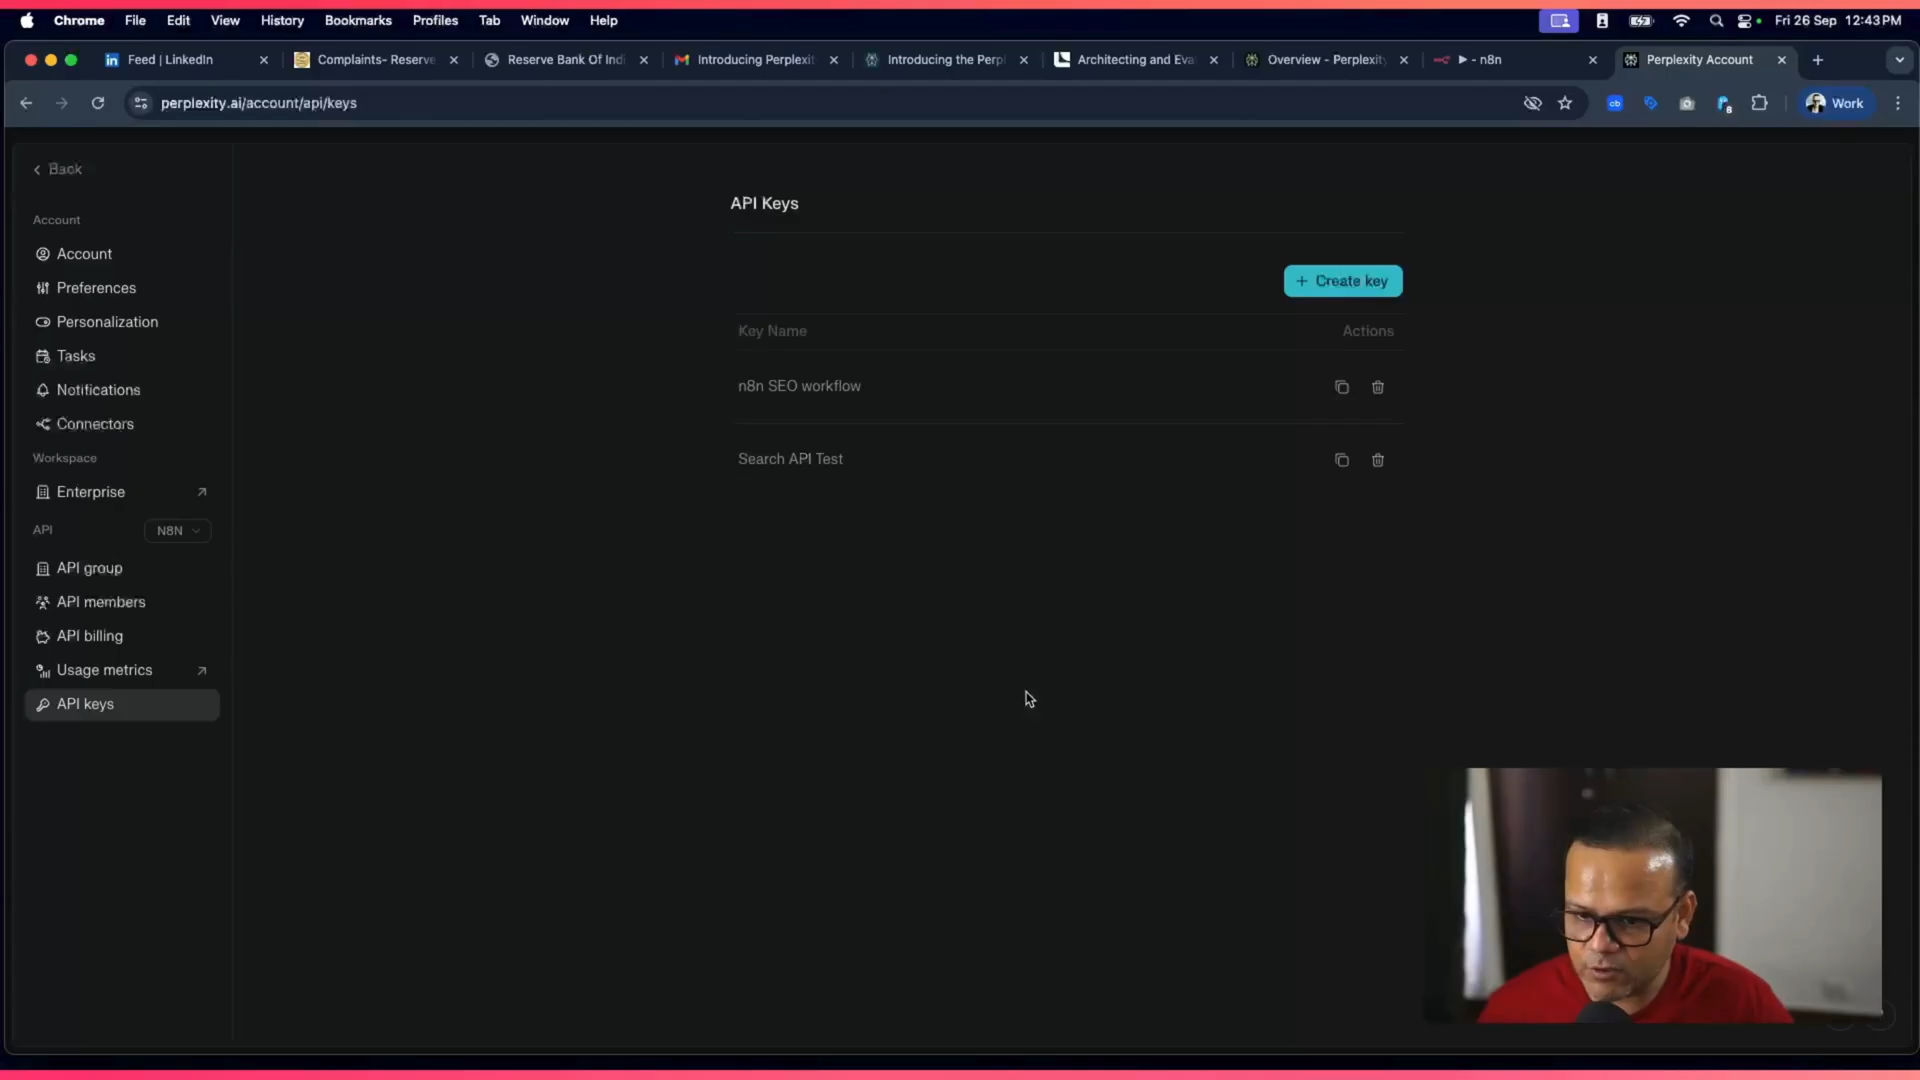 Chrome File Edit View History Bookmarks Profiles Tab Window Help Fri 26 Sep 12:43 PM
Feed | LinkedIn Complaints- Reserve Reserve Bank Of Indi Introducing Perplexit Introducing the Perpl Architecting and Eva Overview - Perplexity ▶ - n8n Perplexity Account
perplexity.ai/account/api/keys cb 8 Work
Back
API Keys
Account
Account
+ Create key
Preferences
Personalization
Key Name Actions
Tasks
Notifications
n8n SEO workflow
Connectors
Workspace
Search API Test
Enterprise
API N8N
API group
API members
API billing
Usage metrics
API keys